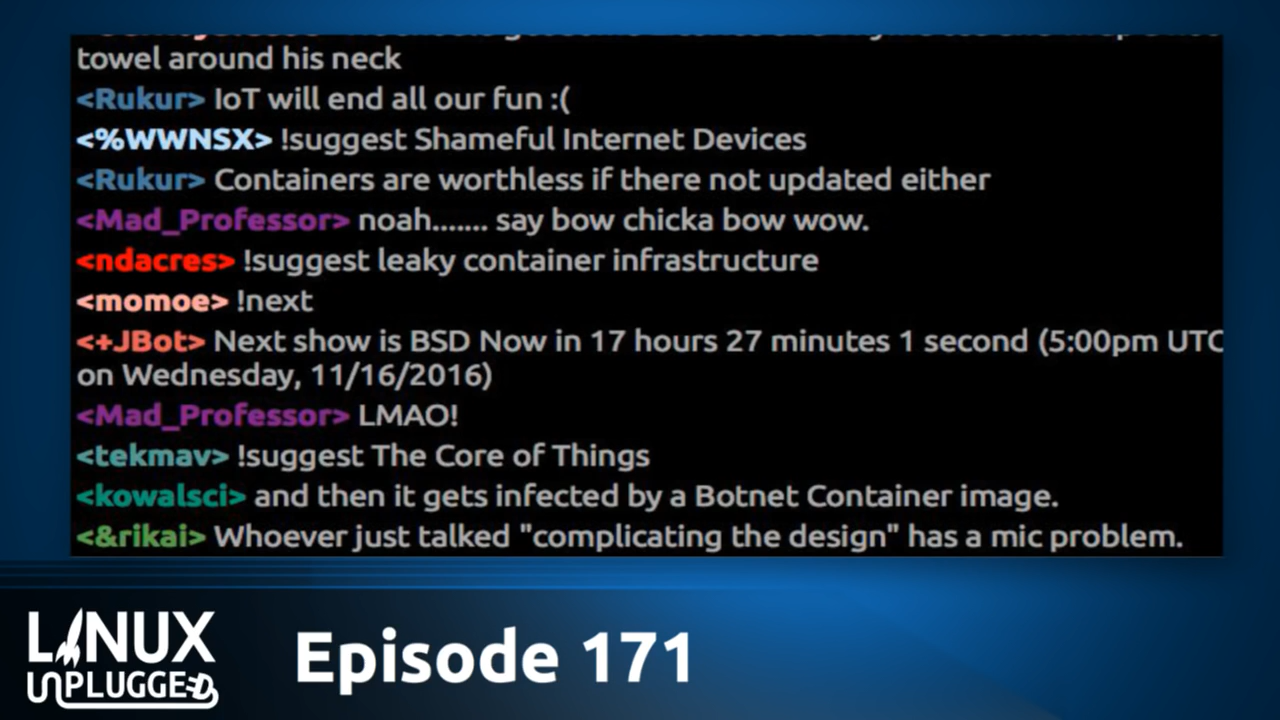 towel around his neck
<Rukur> IoT will end all our fun :(
<%WWNSX> !suggest Shameful Internet Devices
<Rukur> Containers are worthless if there not updated either
<Mad_Professor> noah....... say bow chicka bow wow.
<ndacres> !suggest leaky container infrastructure
<momoe> !next
<+JBot> Next show is BSD Now in 17 hours 27 minutes 1 second (5:00pm UTC
on Wednesday, 11/16/2016)
<Mad_Professor> LMAO!
<tekmav> !suggest The Core of Things
<kowalsci> and then it gets infected by a Botnet Container image.
<&rikai> Whoever just talked "complicating the design" has a mic problem.
LINUX
UNPLUGGED
Episode 171